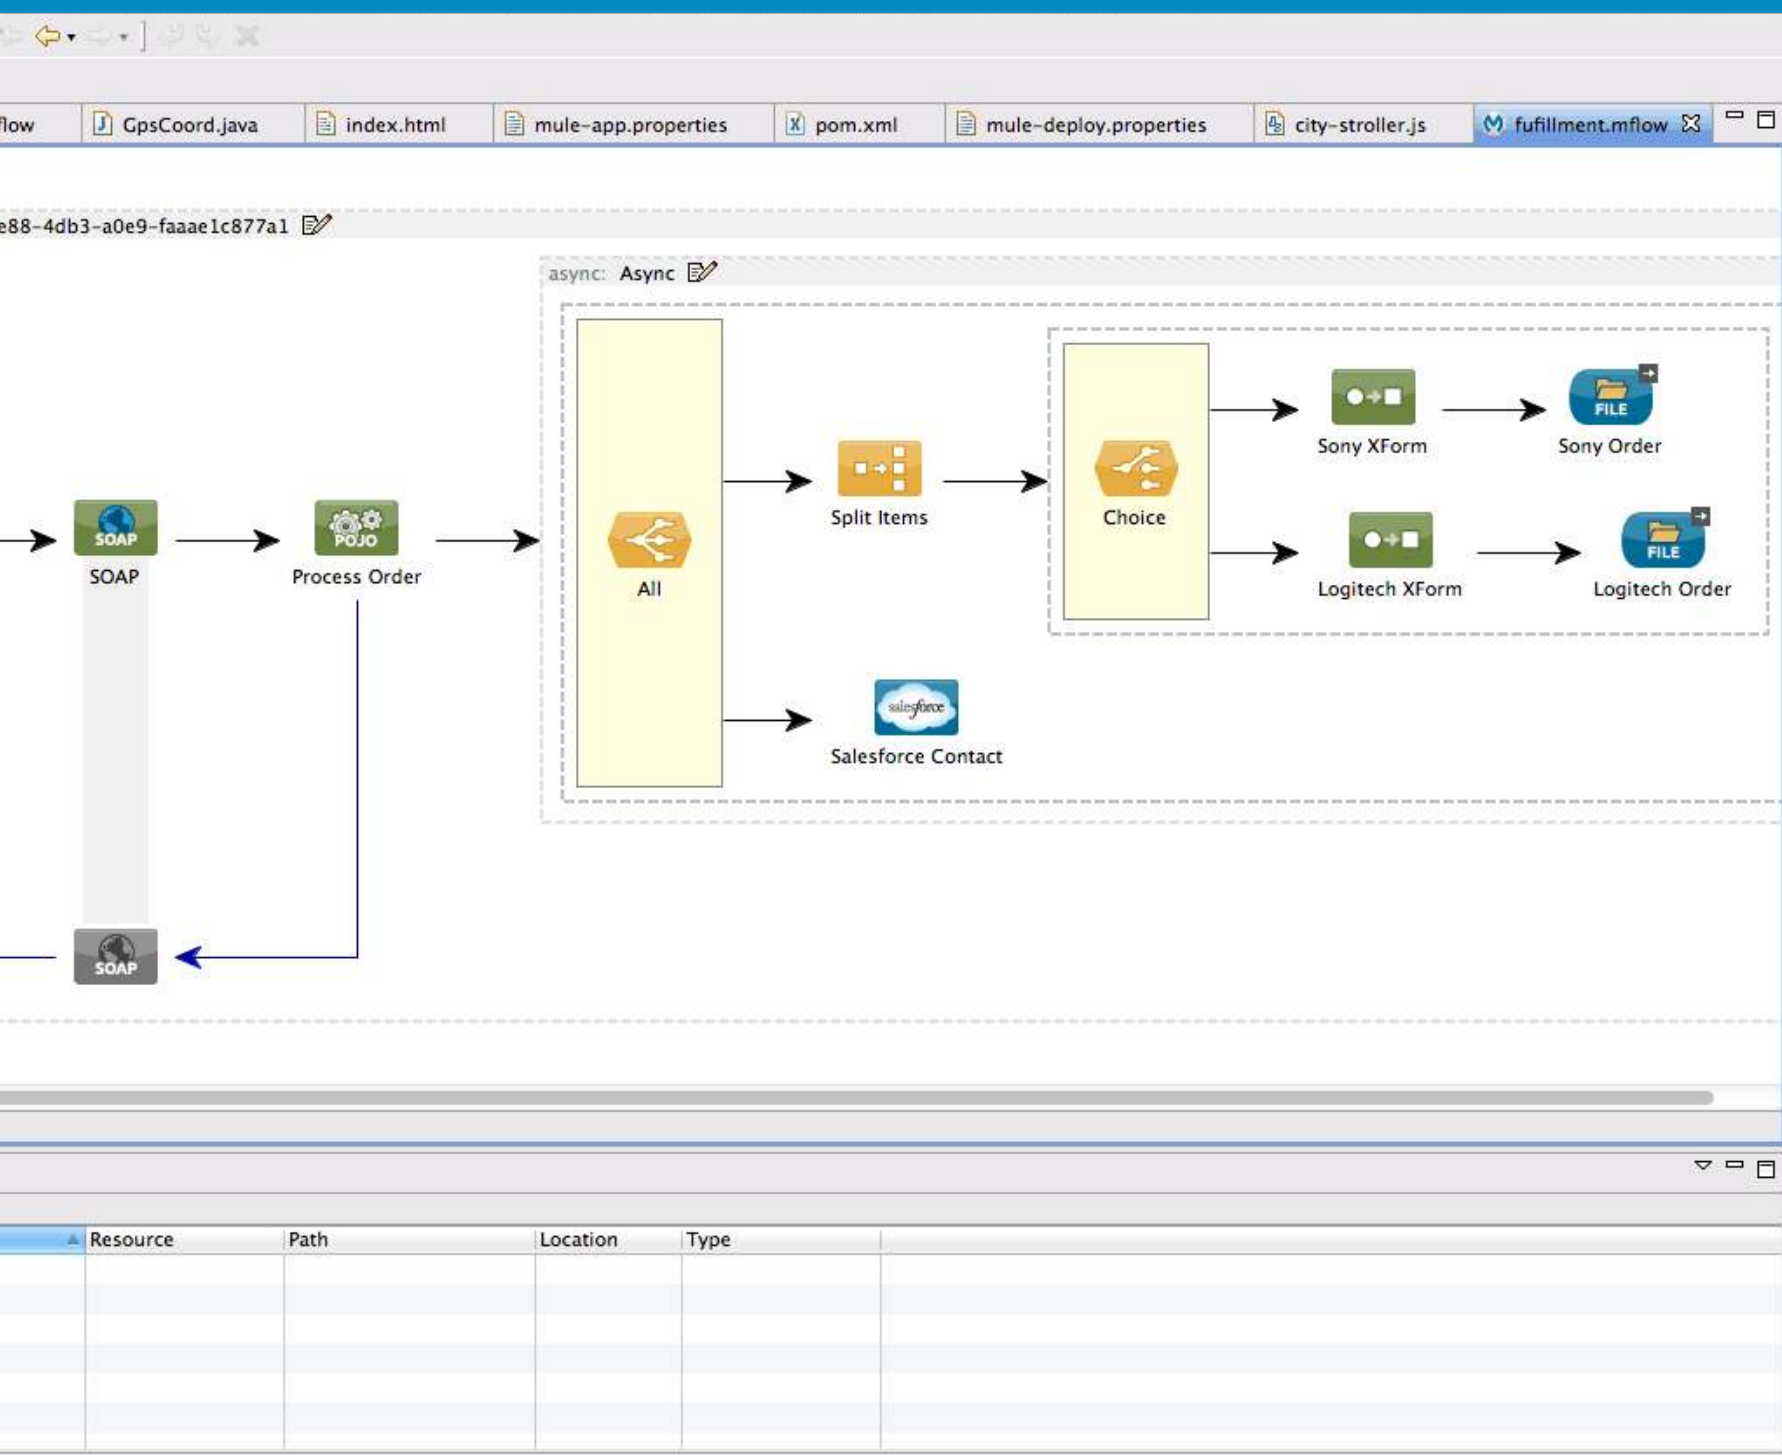 flow
GpsCoord.java
index.html
mule-app.properties
pom.xml
mule-deploy.properties
city-stroller.js
fufillment.mflow
e88-4db3-a0e9-faaae1c877a1
async: Async
FILE
Sony XForm
Sony Order
Split Items
Choice
SOAP
SOAP
POJO
Process Order
All
FILE
Logitech XForm
Logitech Order
salesforce
Salesforce Contact
SOAP
Resource
Path
Location
Type